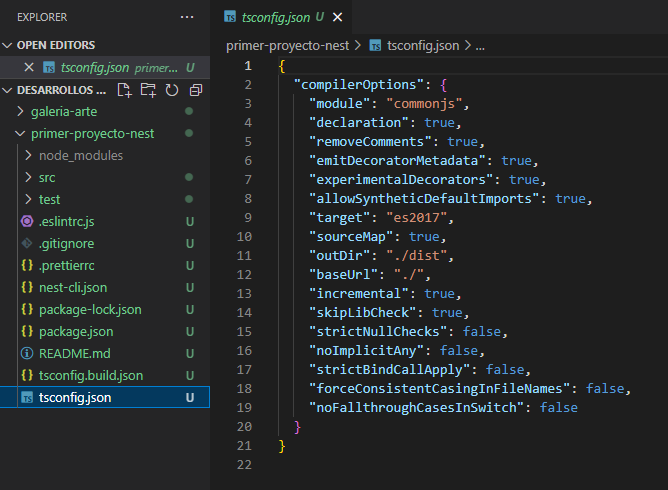 EXPLORER ...
OPEN EDITORS
tsconfig.json primer... U
DESARROLLOS ...
galeria-arte
primer-proyecto-nest
node_modules
src
test
.eslintrc.js U
.gitignore U
.prettierrc U
nest-cli.json U
package-lock.json U
package.json U
README.md U
tsconfig.build.json U
tsconfig.json U
tsconfig.json U
primer-proyecto-nest > tsconfig.json > ...
1 {
2 "compilerOptions": {
3 "module": "commonjs",
4 "declaration": true,
5 "removeComments": true,
6 "emitDecoratorMetadata": true,
7 "experimentalDecorators": true,
8 "allowSyntheticDefaultImports": true,
9 "target": "es2017",
10 "sourceMap": true,
11 "outDir": "./dist",
12 "baseUrl": "./",
13 "incremental": true,
14 "skipLibCheck": true,
15 "strictNullChecks": false,
16 "noImplicitAny": false,
17 "strictBindCallApply": false,
18 "forceConsistentCasingInFileNames": false,
19 "noFallthroughCasesInSwitch": false
20 }
21 }
22